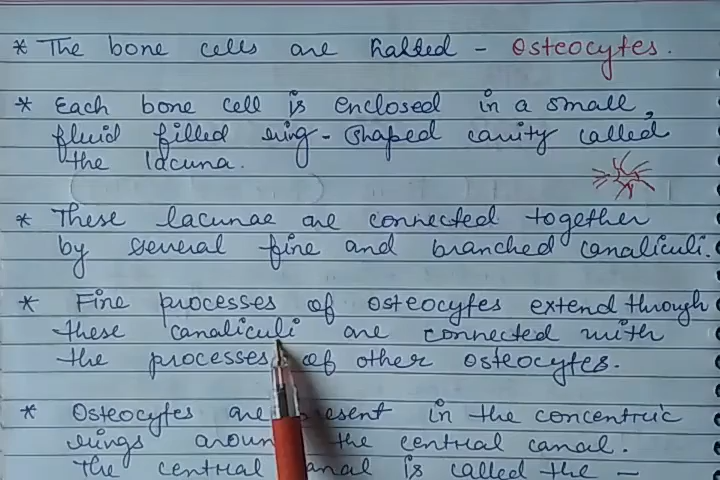 * The bone cells are halted - Osteocytes.
* Each bone cell is enclosed in a small,
fluid filled ring-shaped cavity called
the lacuna.
* These lacunae are connected together
by several fine and branched canaliculi.
* Fine processes of osteocytes extend through
these canaliculi are connected with
the processes of other osteocytes.
* Osteocytes are present in the concentric
rings around the central canal.
The central canal is called the -